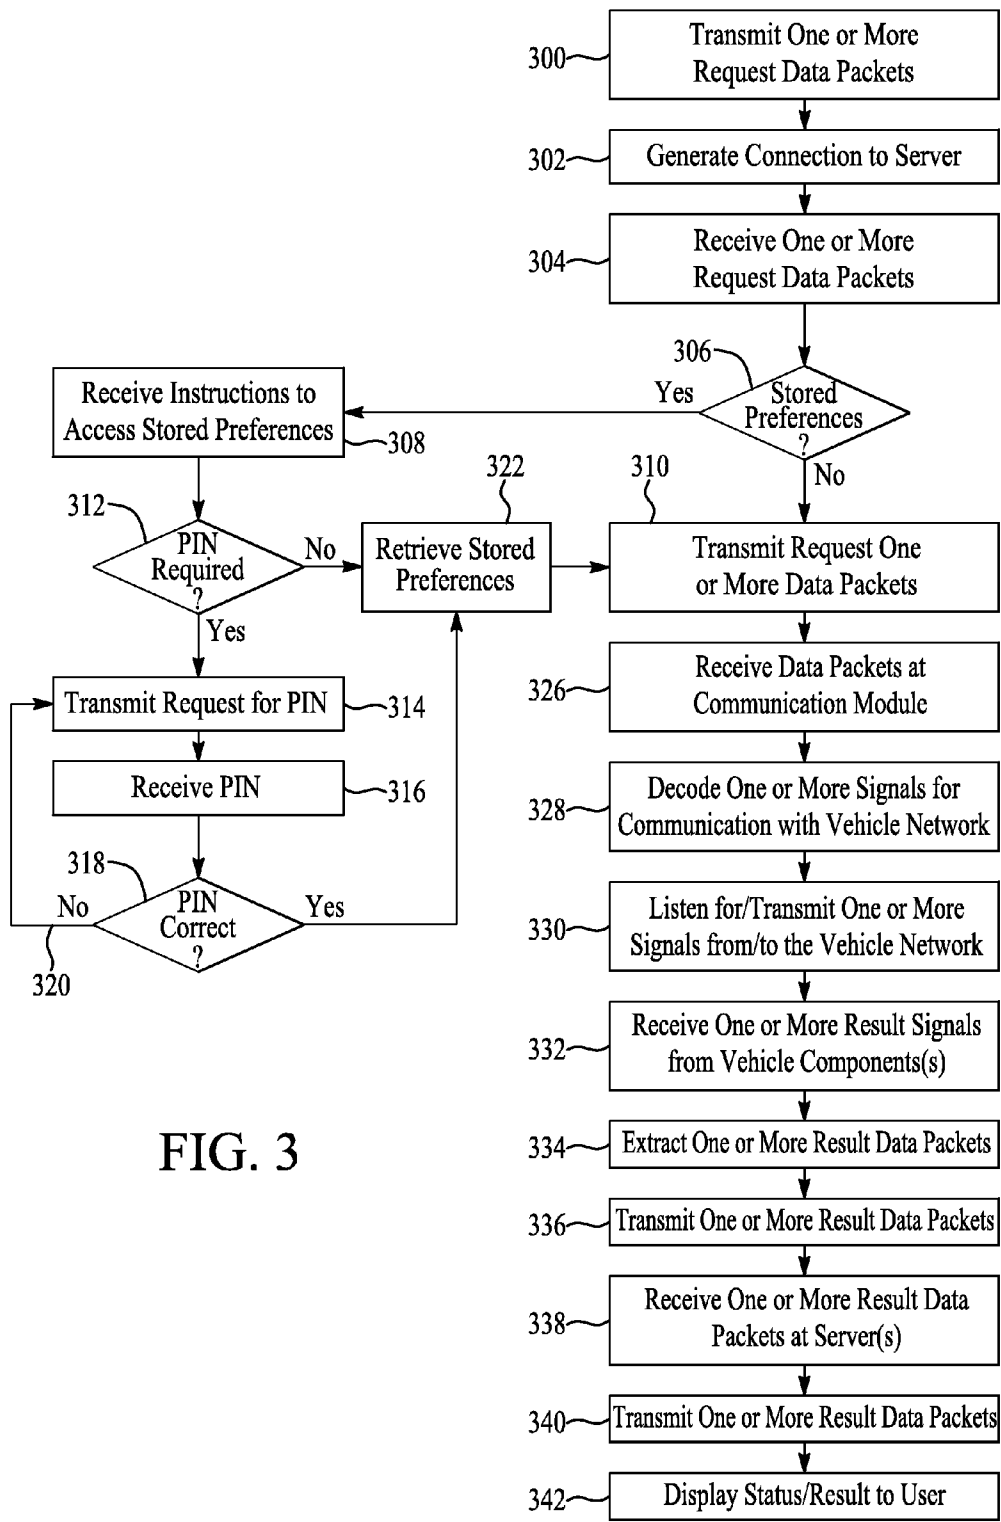 300
Transmit One or More
Request Data Packets
302
Generate Connection to Server
304
Receive One or More
Request Data Packets
306
Stored
Preferences
?
Yes
No
Receive Instructions to
Access Stored Preferences
308
312
PIN
Required
?
No
Yes
322
Retrieve Stored
Preferences
310
Transmit Request One
or More Data Packets
Transmit Request for PIN
314
Receive PIN
316
318
PIN
Correct
?
No
Yes
320
326
Receive Data Packets at
Communication Module
328
Decode One or More Signals for
Communication with Vehicle Network
330
Listen for/Transmit One or More
Signals from/to the Vehicle Network
332
Receive One or More Result Signals
from Vehicle Components(s)
334
Extract One or More Result Data Packets
336
Transmit One or More Result Data Packets
338
Receive One or More Result Data
Packets at Server(s)
340
Transmit One or More Result Data Packets
342
Display Status/Result to User
FIG. 3